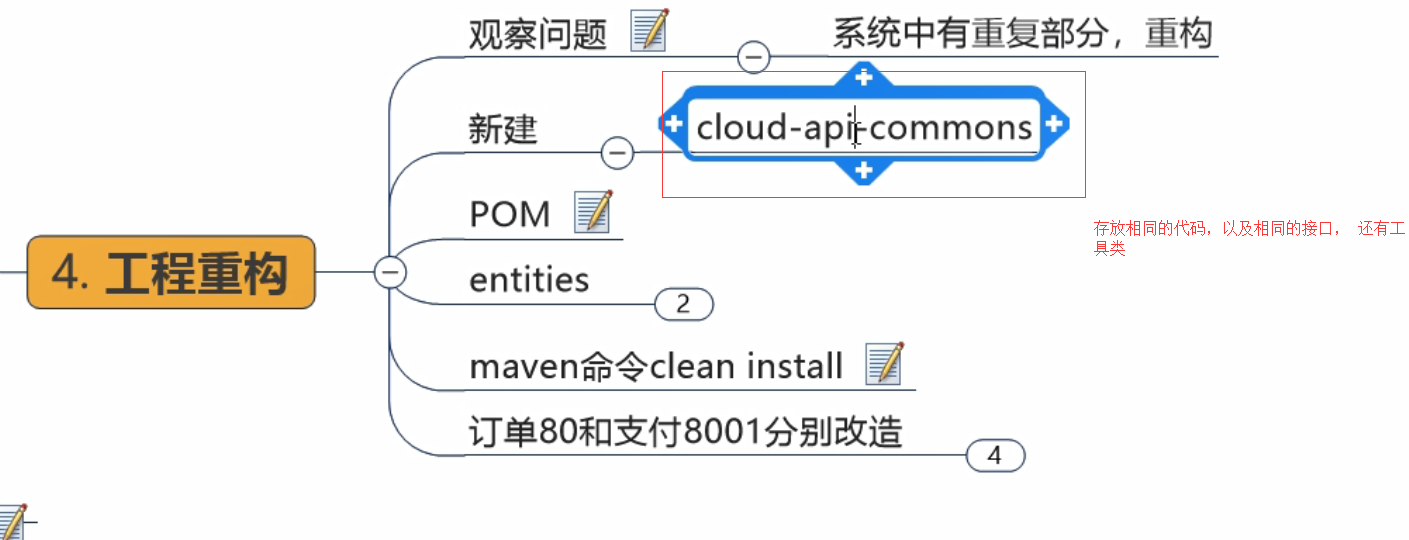 观察问题
系统中有重复部分，重构
新建
cloud-api-commons
POM
存放相同的代码，以及相同的接口， 还有工
具类
4. 工程重构
entities
2
maven命令clean install
订单80和支付8001分别改造
4